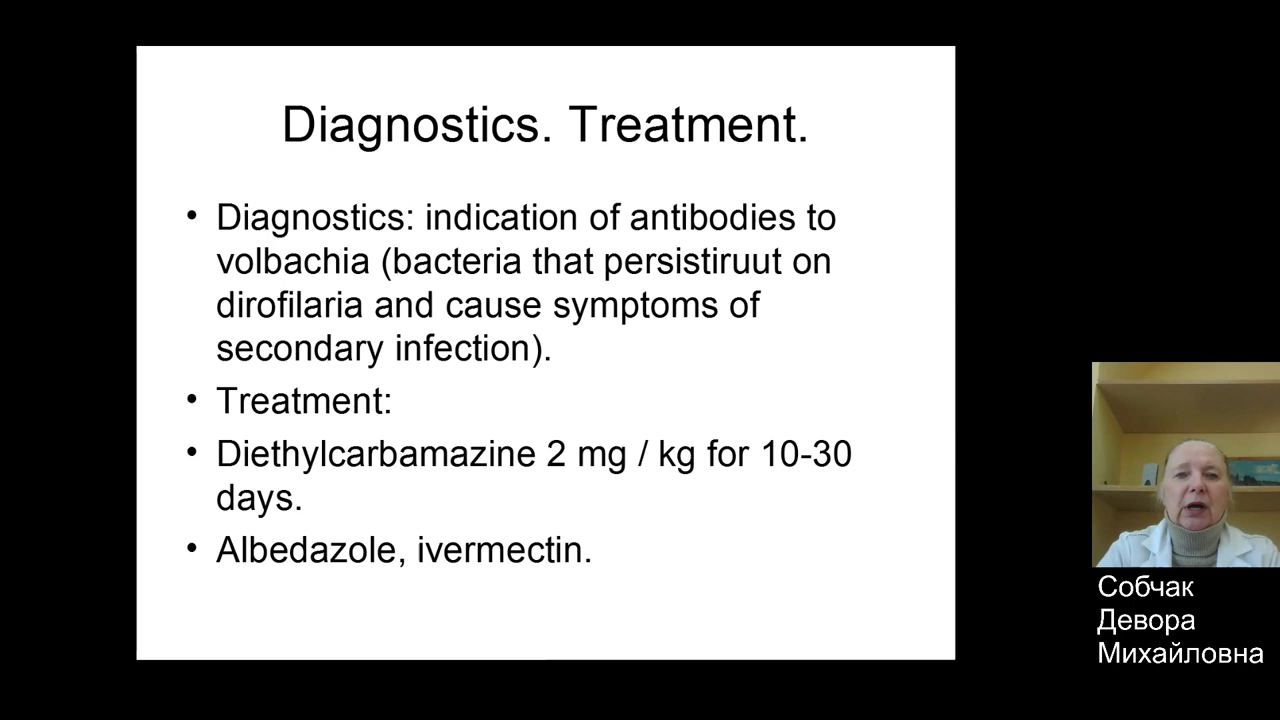 Diagnostics. Treatment.
• Diagnostics: indication of antibodies to
volbachia (bacteria that persistiruut on
dirofilaria and cause symptoms of
secondary infection).
• Treatment:
• Diethylcarbamazine 2 mg / kg for 10-30
days.
• Albedazole, ivermectin.
Собчак
Девора
Михайловна